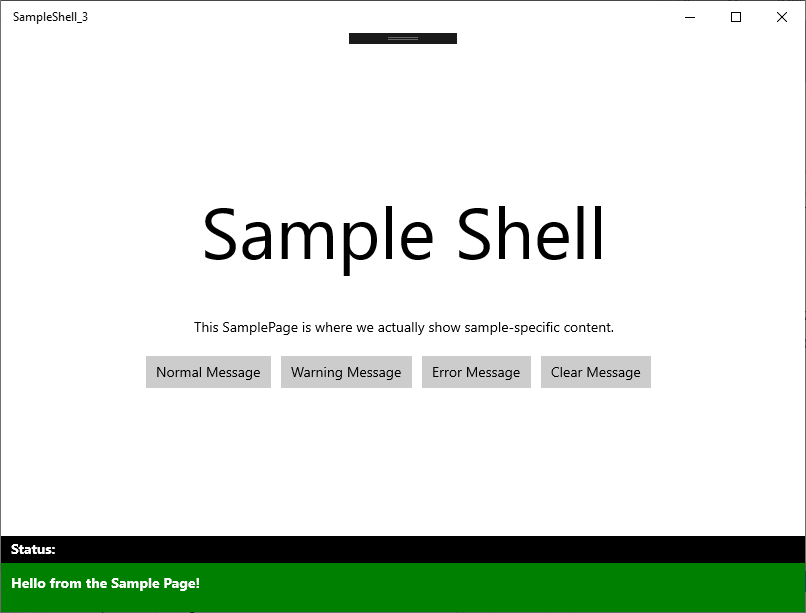 SampleShell_3
Sample Shell
This SamplePage is where we actually show sample-specific content.
Normal Message Warning Message Error Message Clear Message
Status:
Hello from the Sample Page!